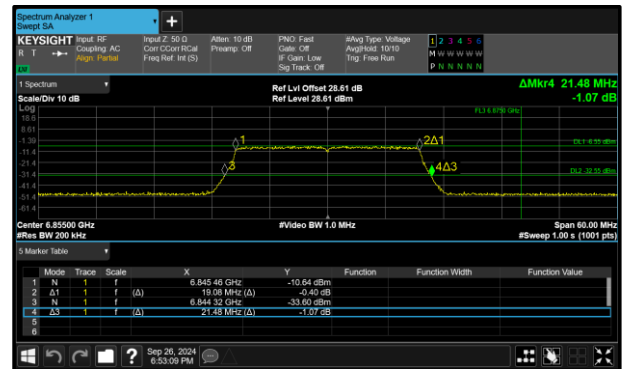 Spectrum Analyzer 1
Swept SA
+
KEYSIGHT Input: RF Input Z: 50 Ω Atten: 10 dB PNO: Fast #Avg Type: Voltage 1 2 3 4 5 6
R T Coupling: AC Corr CCorr RCal Preamp: Off Gate: Off Avg|Hold: 10/10 M W W W W W
Align: Partial Freq Ref: Int (S) IF Gain: Low Trig: Free Run
Sig Track: Off P N N N N N
1 Spectrum Ref Lvl Offset 28.61 dB ΔMkr4 21.48 MHz
Scale/Div 10 dB Ref Level 28.61 dBm -1.07 dB
Log
18.6
8.61
-1.39
-11.4
-21.4
-31.4
-41.4
-51.4
-61.4
1
2Δ1
3
4Δ3
DL1 -6.55 dBm
DL2 -32.55 dBm
Center 6.85500 GHz #Video BW 1.0 MHz Span 60.00 MHz
#Res BW 200 kHz #Sweep 1.00 s (1001 pts)
5 Marker Table
Mode Trace Scale X Y Function Function Width Function Value
1 N 1 f 6.845 46 GHz -10.64 dBm
2 Δ1 1 f (Δ) 19.08 MHz (Δ) -0.40 dB
3 N 1 f 6.844 32 GHz -33.60 dBm
4 Δ3 1 f (Δ) 21.48 MHz (Δ) -1.07 dB
5
6
? Sep 26, 2024
6:53:09 PM